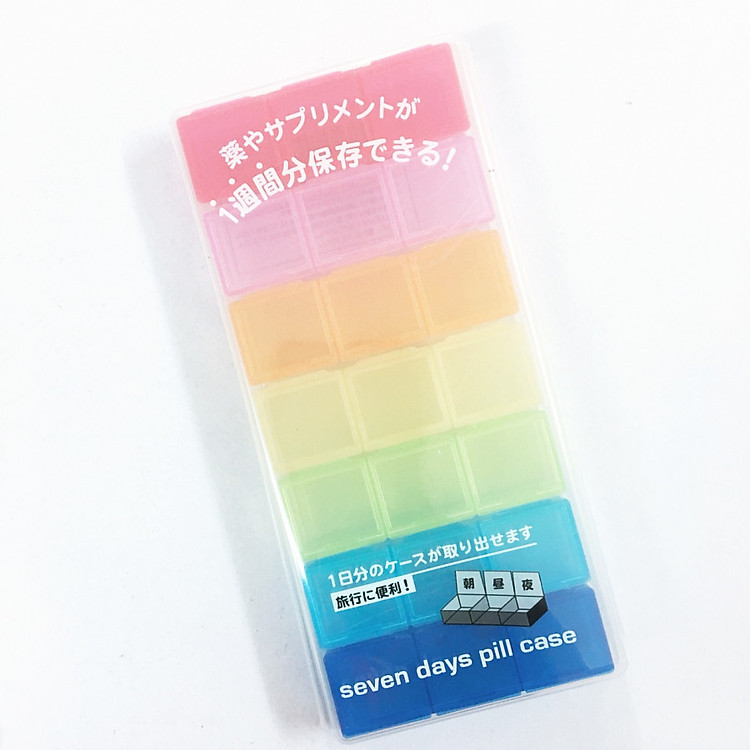 薬やサプリメントが
1週間分保存できる!
1日分のケースが取り出せます
旅行に便利!
朝 昼 夜
seven days pill case